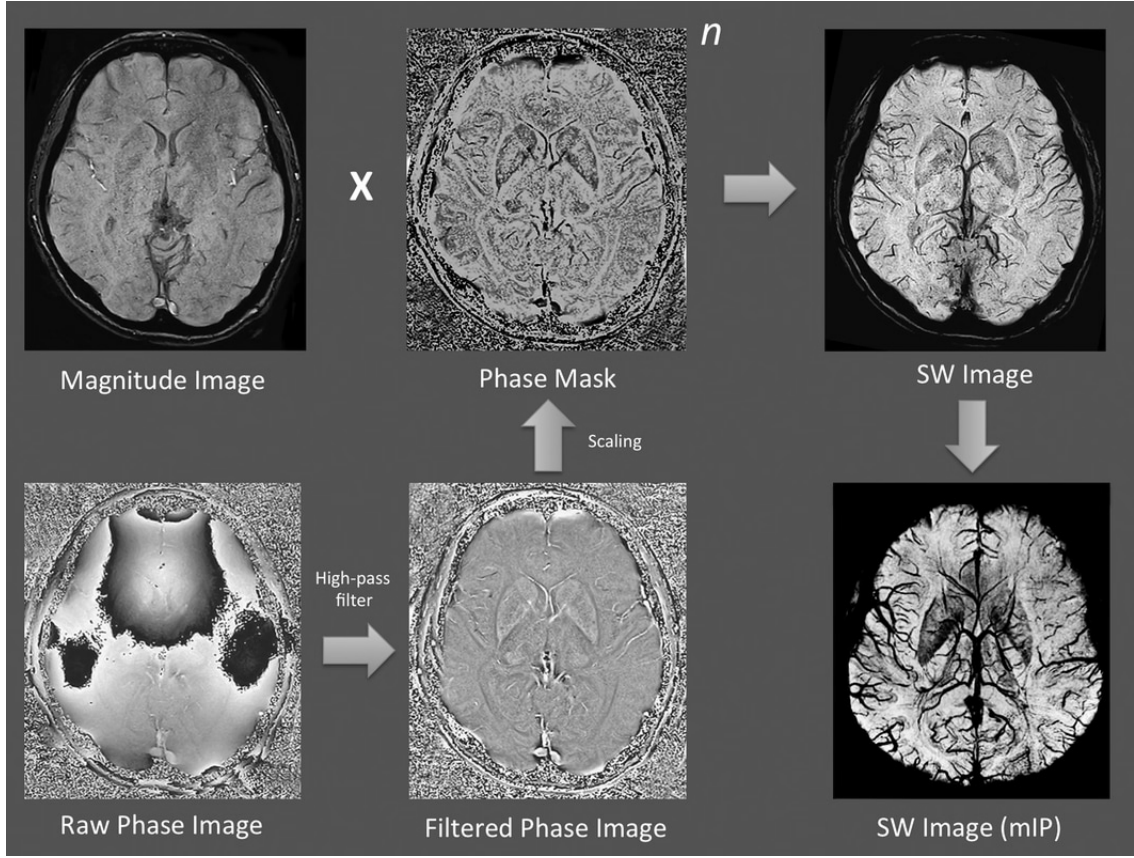 n
X
Magnitude Image
Phase Mask
SW Image
Scaling
High-pass
filter
Raw Phase Image
Filtered Phase Image
SW Image (mIP)